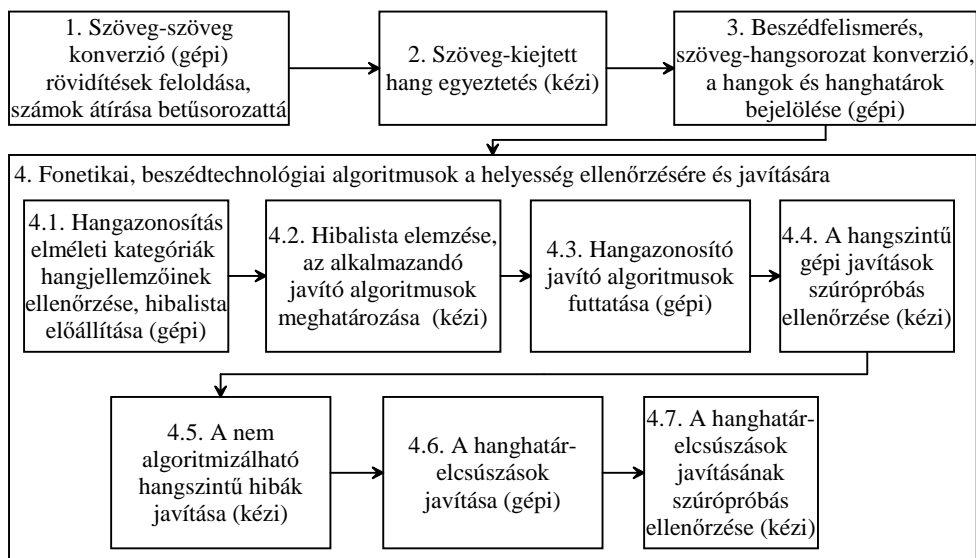 1. Szöveg-szöveg
konverzió (gépi)
rövidítések feloldása,
számok átírása betűsorozattá
2. Szöveg-kiejtett
hang egyeztetés (kézi)
3. Beszédfelismerés,
szöveg-hangsorozat konverzió,
a hangok és hanghatárok
bejelölése (gépi)
4. Fonetikai, beszédtechnológiai algoritmusok a helyesség ellenőrzésére és javítására
4.1. Hangazonosítás
elméleti kategóriák
hangjellemzőinek
ellenőrzése, hibalista
előállítása (gépi)
4.2. Hibalista elemzése,
az alkalmazandó
javító algoritmusok
meghatározása (kézi)
4.3. Hangazonosító
javító algoritmusok
futtatása (gépi)
4.4. A hangszintű
gépi javítások
szúrópróbás
ellenőrzése (kézi)
4.5. A nem
algoritmizálható
hangszintű hibák
javítása (kézi)
4.6. A hanghatár-
elcsúszások
javítása (gépi)
4.7. A hanghatár-
elcsúszások
javításának
szúrópróbás
ellenőrzése (kézi)